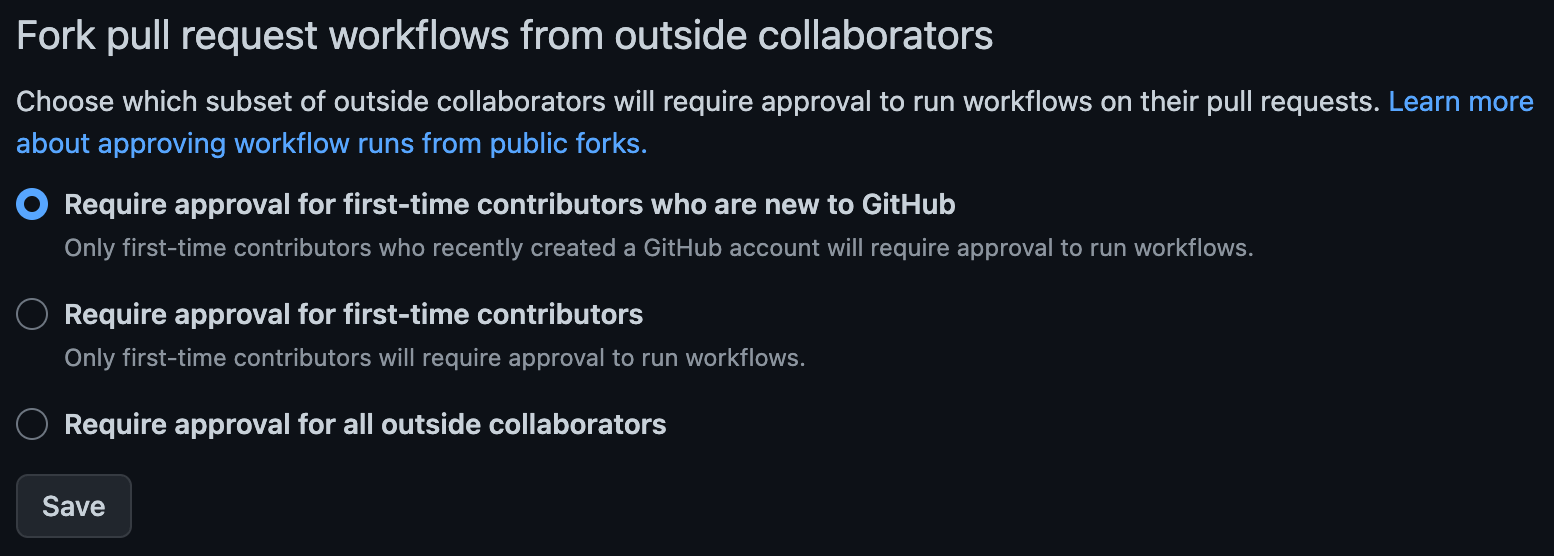 Fork pull request workflows from outside collaborators
Choose which subset of outside collaborators will require approval to run workflows on their pull requests. Learn more
about approving workflow runs from public forks.
Require approval for first-time contributors who are new to GitHub
Only first-time contributors who recently created a GitHub account will require approval to run workflows.
Require approval for first-time contributors
Only first-time contributors will require approval to run workflows.
Require approval for all outside collaborators
Save